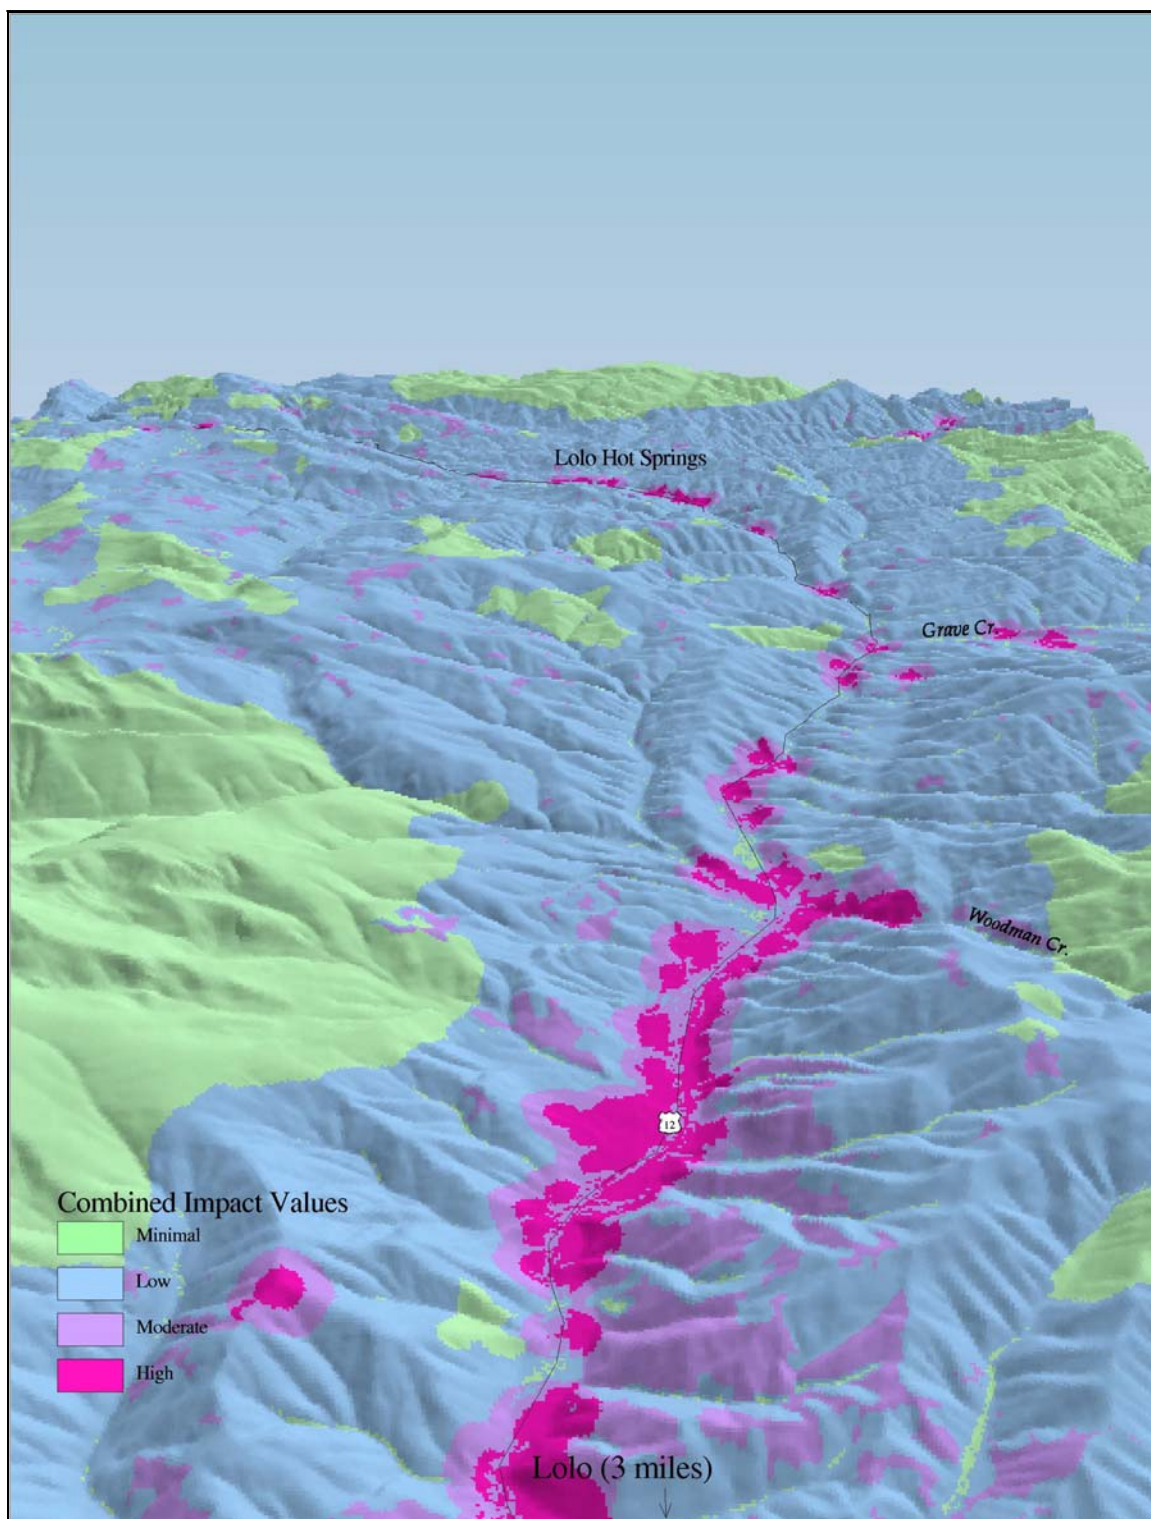 Lolo Hot Springs
Grave Cr.
Woodman Cr.
12
Combined Impact Values
Minimal
Low
Moderate
High
Lolo (3 miles)